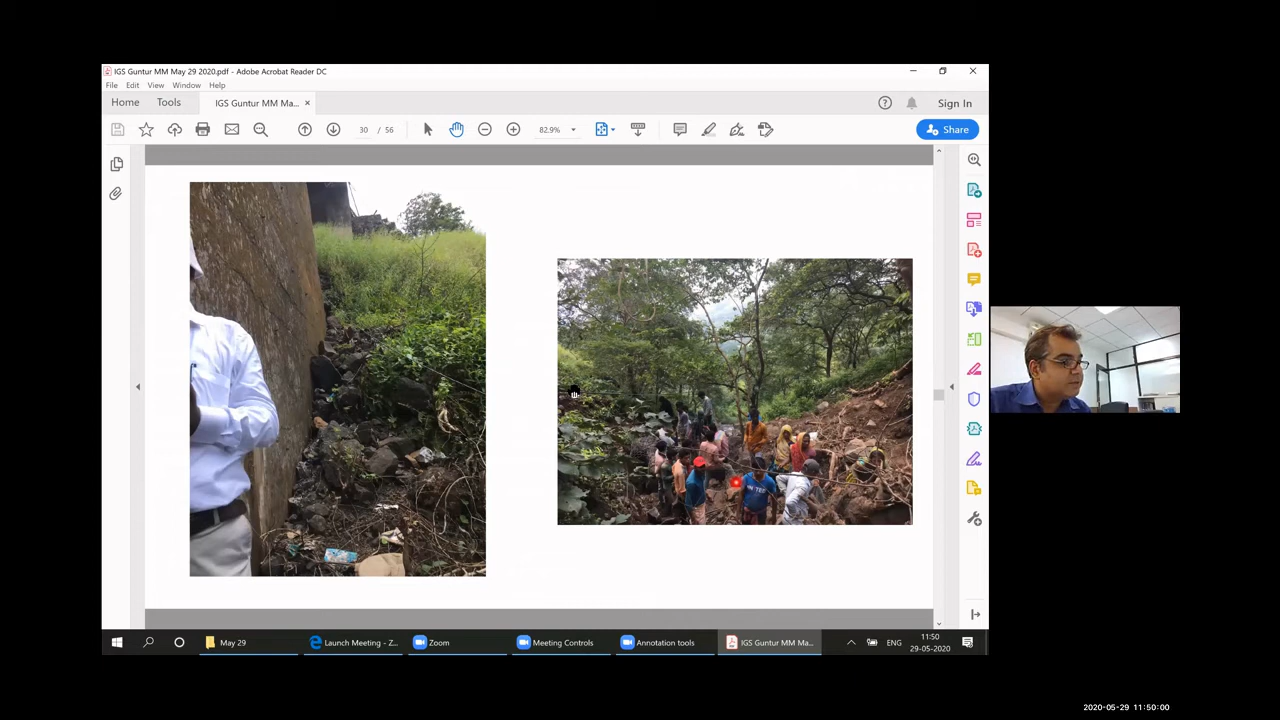 IGS Guntur MM May 29 2020.pdf - Adobe Acrobat Reader DC
File Edit View Window Help
Home Tools IGS Guntur MM Ma... × Sign In
30 / 56 82.9% Share
May 29 Launch Meeting - Z... Zoom Meeting Controls Annotation tools IGS Guntur MM Ma... ENG 11:50
29-05-2020
2020-05-29 11:50:00